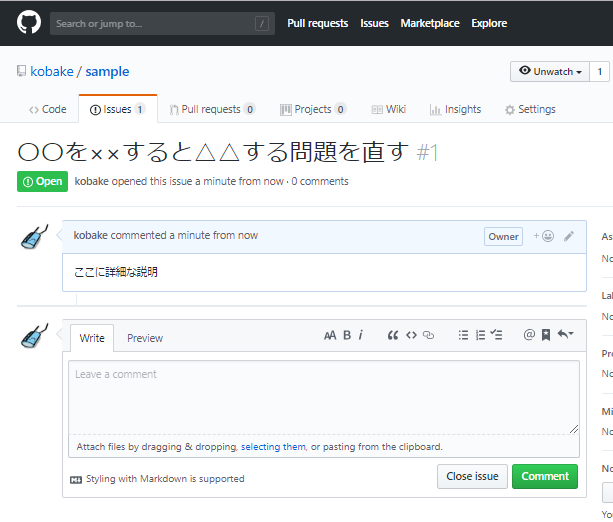 Search or jump to... /
Pull requests Issues Marketplace Explore
kobake / sample
Unwatch 1
Code Issues 1 Pull requests 0 Projects 0 Wiki Insights Settings
〇〇を××すると△△する問題を直す #1
Open kobake opened this issue a minute from now · 0 comments
kobake commented a minute from now Owner
ここに詳細な説明
Write Preview AA B i
Leave a comment
Attach files by dragging & dropping, selecting them, or pasting from the clipboard.
Styling with Markdown is supported
Close issue Comment
As
No
Lal
No
Pro
No
Mi
No
No
You